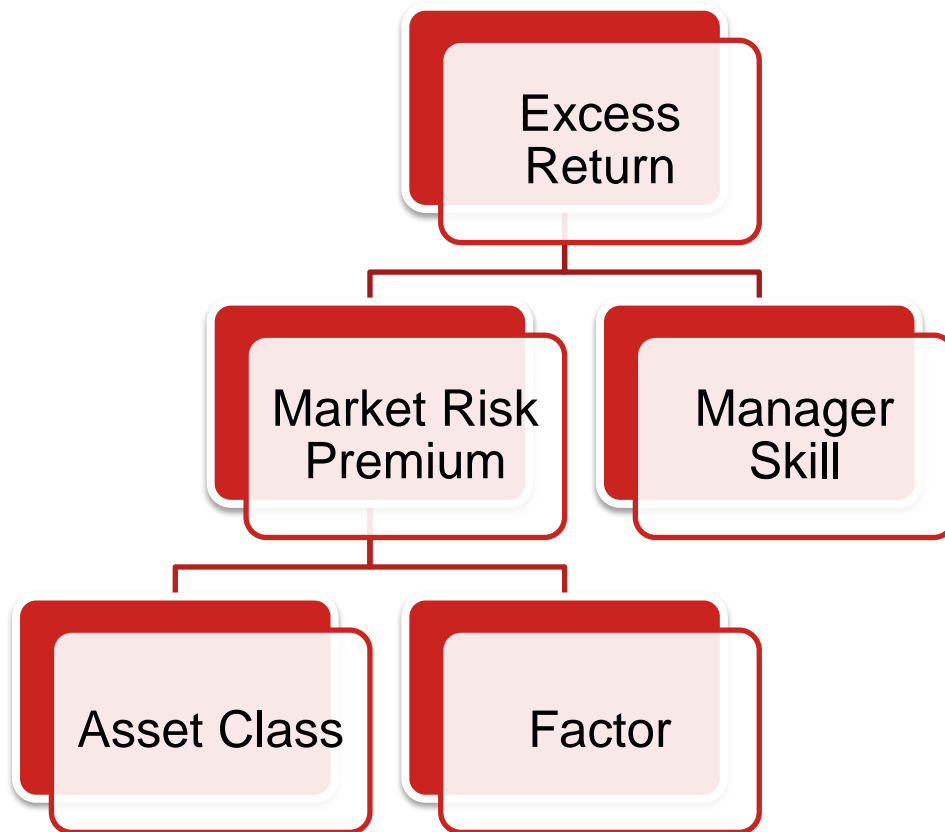 Excess
Return
Market Risk
Premium
Manager
Skill
Asset Class
Factor